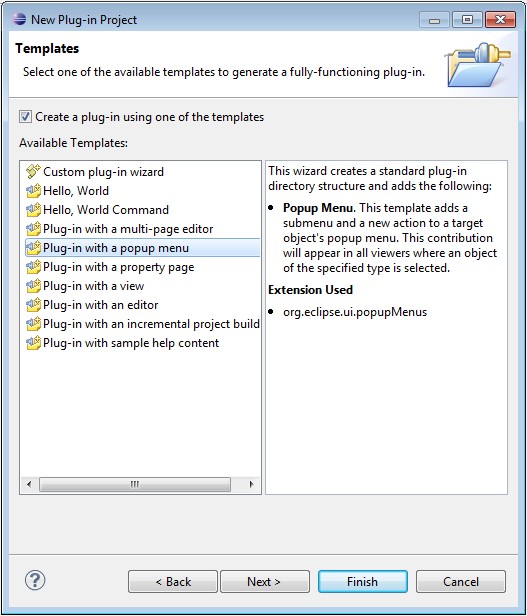 New Plug-in Project
Templates
Select one of the available templates to generate a fully-functioning plug-in.
Create a plug-in using one of the templates
Available Templates:
Custom plug-in wizard
Hello, World
Hello, World Command
Plug-in with a multi-page editor
Plug-in with a popup menu
Plug-in with a property page
Plug-in with a view
Plug-in with an editor
Plug-in with an incremental project build
Plug-in with sample help content
This wizard creates a standard plug-in
directory structure and adds the following:
• Popup Menu. This template adds a
submenu and a new action to a target
object's popup menu. This contribution
will appear in all viewers where an object
of the specified type is selected.
Extension Used
• org.eclipse.ui.popupMenus
?
< Back
Next >
Finish
Cancel